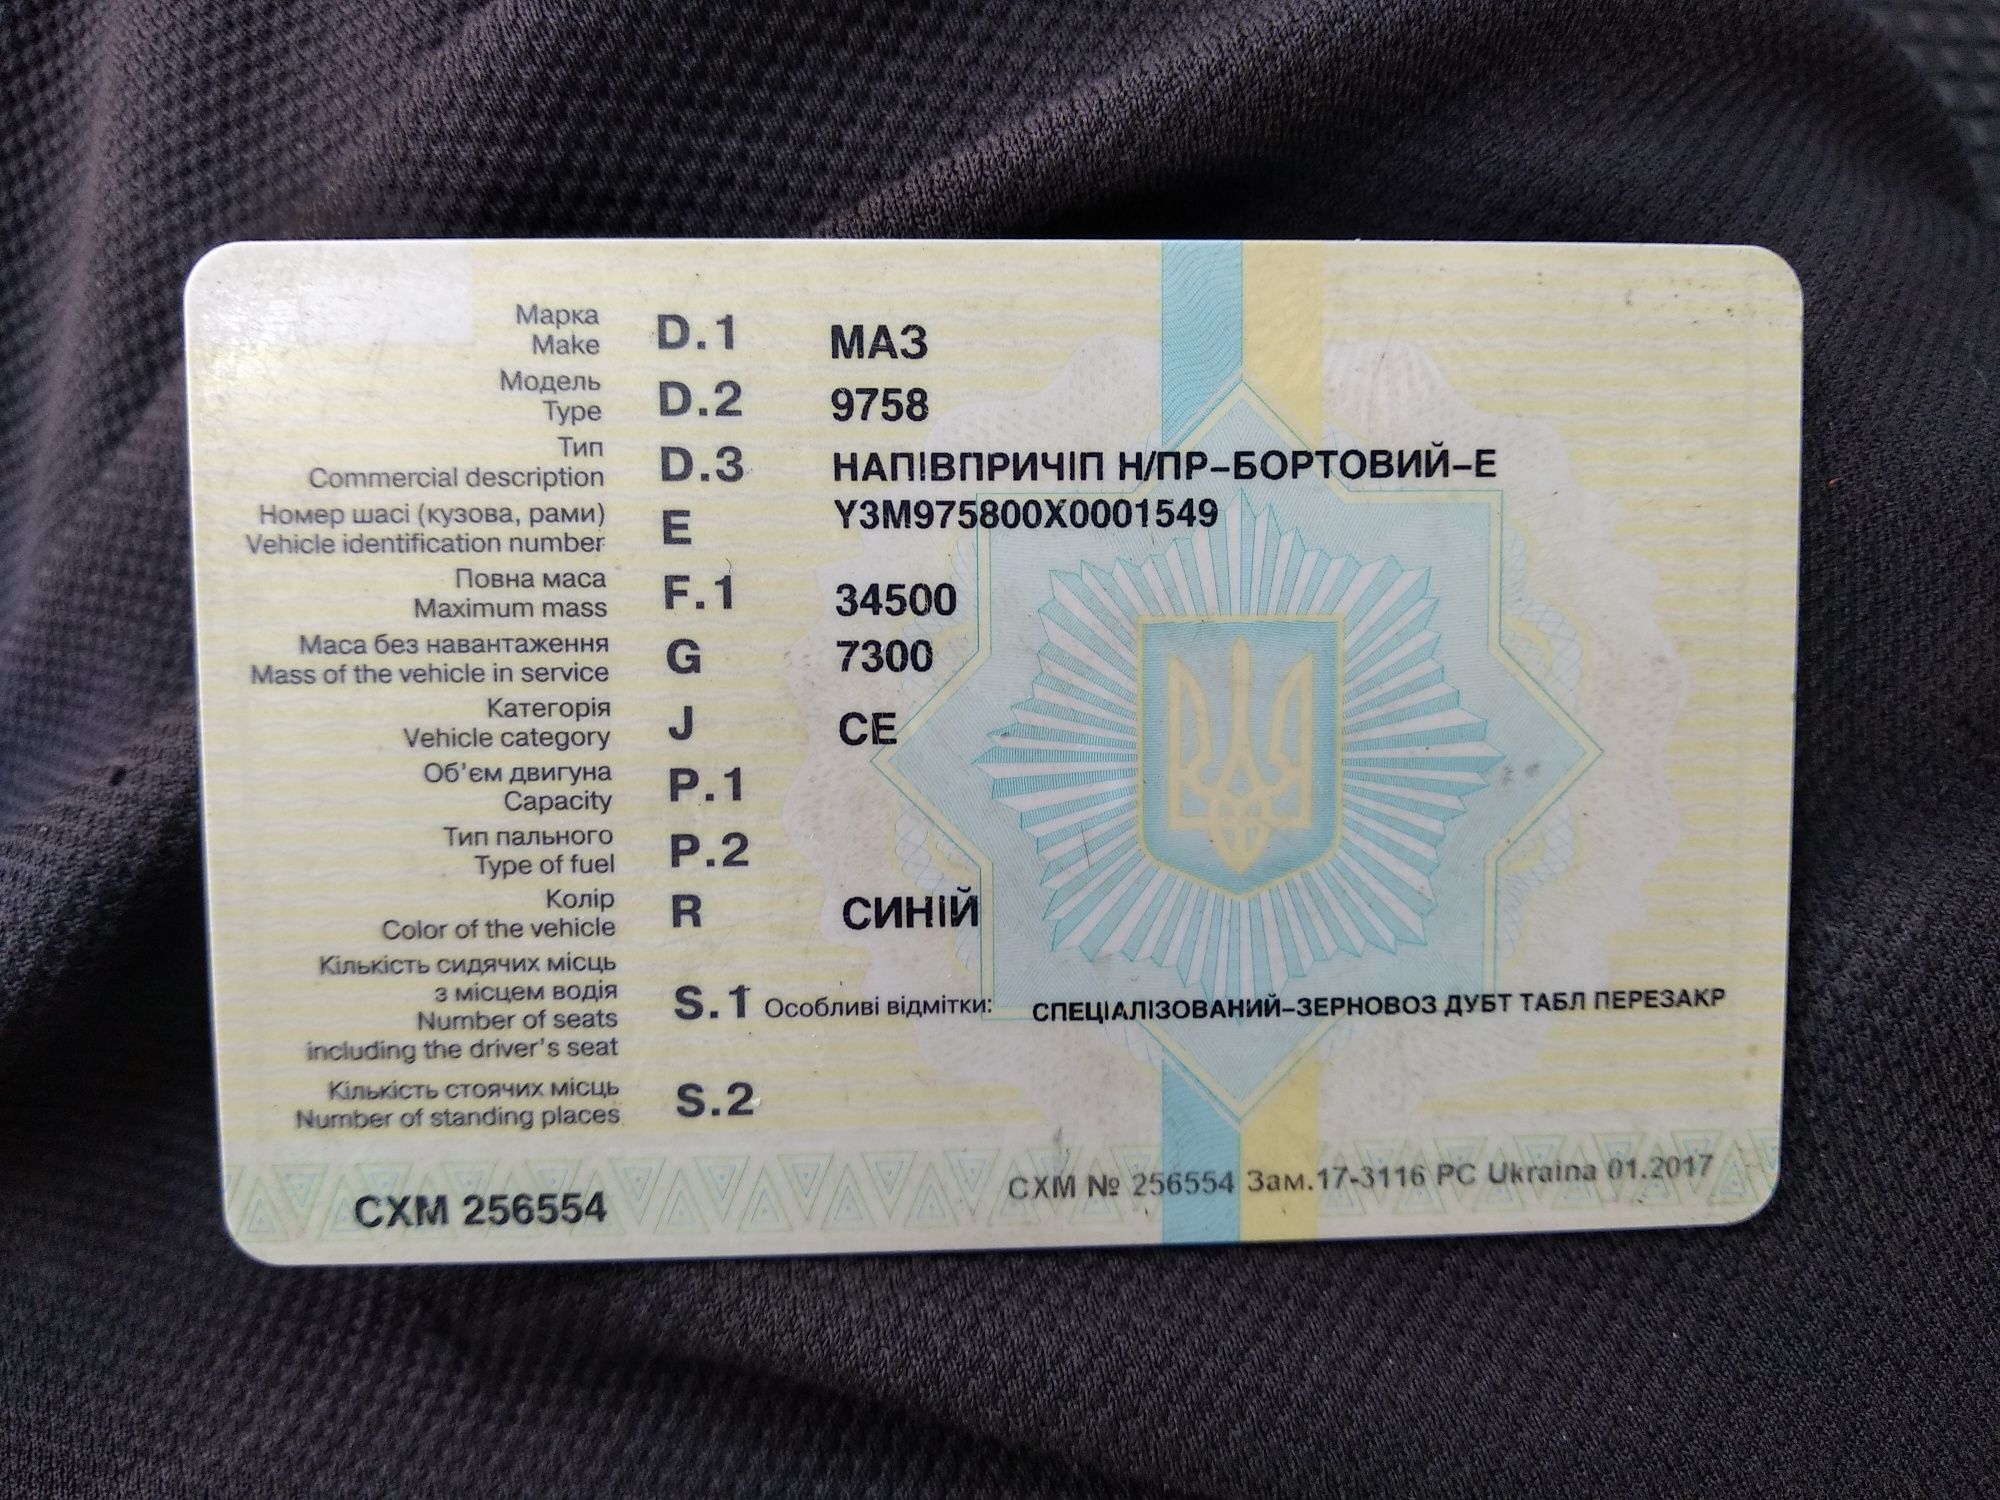 Марка
Make D.1 МАЗ
Модель
Type D.2 9758
Тип
Commercial description D.3 НАПІВПРИЧІП Н/ПР-БОРТОВИЙ-Е
Номер шасі (кузова, рами)
Vehicle identification number E Y3M975800X0001549
Повна маса
Maximum mass F.1 34500
Маса без навантаження
Mass of the vehicle in service G 7300
Категорія
Vehicle category J CE
Об'єм двигуна
Capacity P.1
Тип пального
Type of fuel P.2
Колір
Color of the vehicle R СИНІЙ
Кількість сидячих місць
з місцем водія
Number of seats
including the driver's seat S.1 Особливі відмітки: СПЕЦІАЛІЗОВАНИЙ-ЗЕРНОВОЗ ДУБТ ТАБЛ ПЕРЕЗАКР
Кількість стоячих місць
Number of standing places S.2
СХМ 256554
СХМ № 256554 Зам.17-3116 РС Ukraina 01.2017